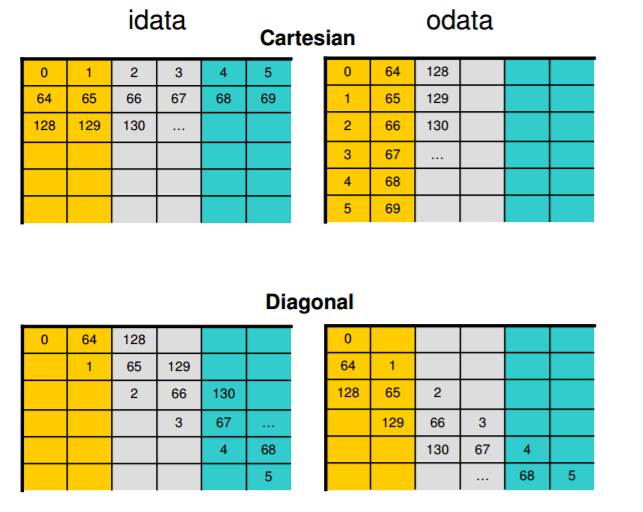 idata odata
Cartesian
0 1 2 3 4 5 0 64 128
64 65 66 67 68 69 1 65 129
128 129 130 ... 2 66 130
3 67 ...
4 68
5 69
Diagonal
0 64 128 0
1 65 129 64 1
2 66 130 128 65 2
3 67 ... 129 66 3
4 68 130 67 4
5 ... 68 5